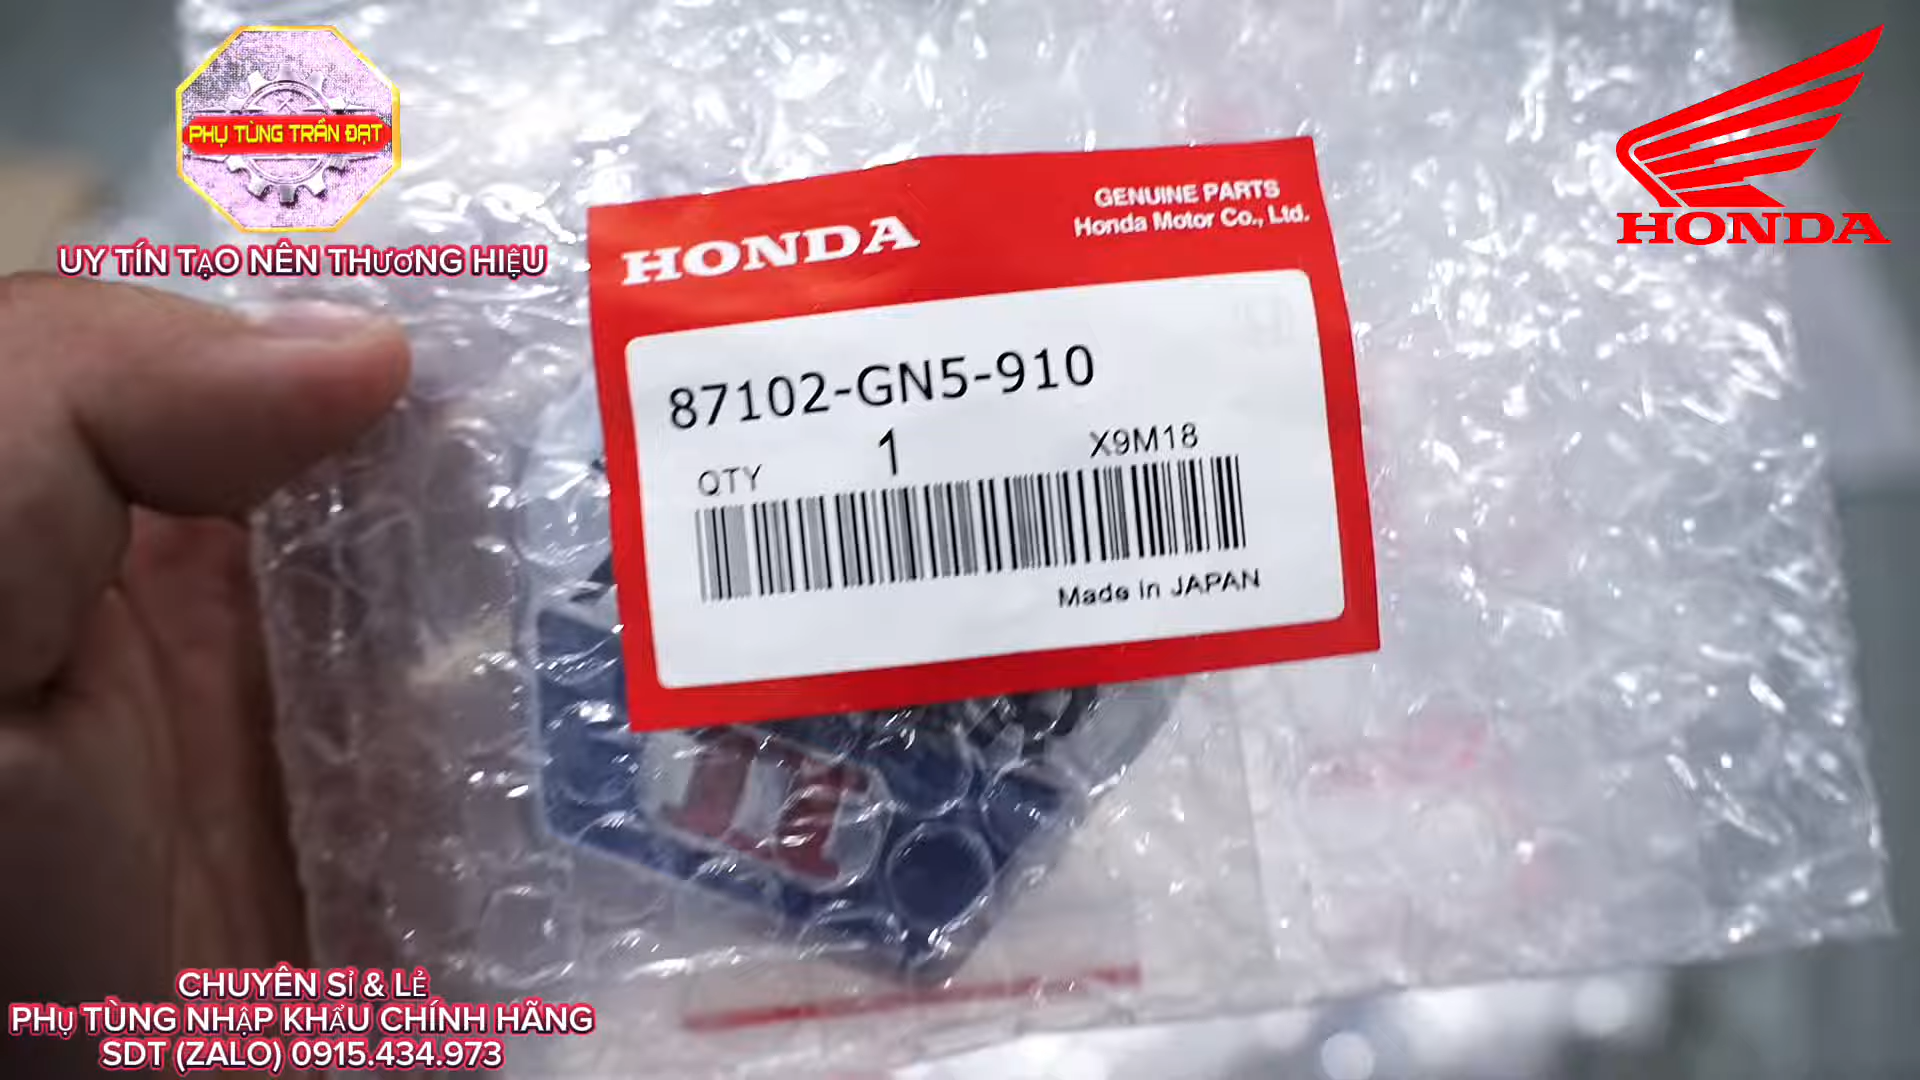 PHỤ TÙNG TRẦN ĐẠT
UY TÍN TẠO NÊN THƯƠNG HIỆU
HONDA
HONDA
GENUINE PARTS
Honda Motor Co., Ltd.
87102-GN5-910
QTY 1 X9M18
Made in JAPAN
CHUYÊN SỈ & LẺ
PHỤ TÙNG NHẬP KHẨU CHÍNH HÃNG
SDT (ZALO) 0915.434.973